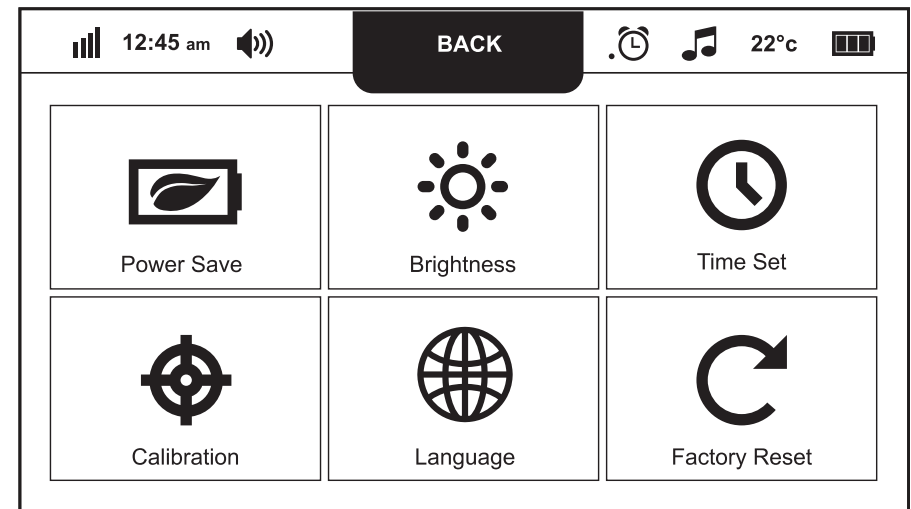 12:45 am BACK 22°c
Power Save Brightness Time Set
Calibration Language Factory Reset